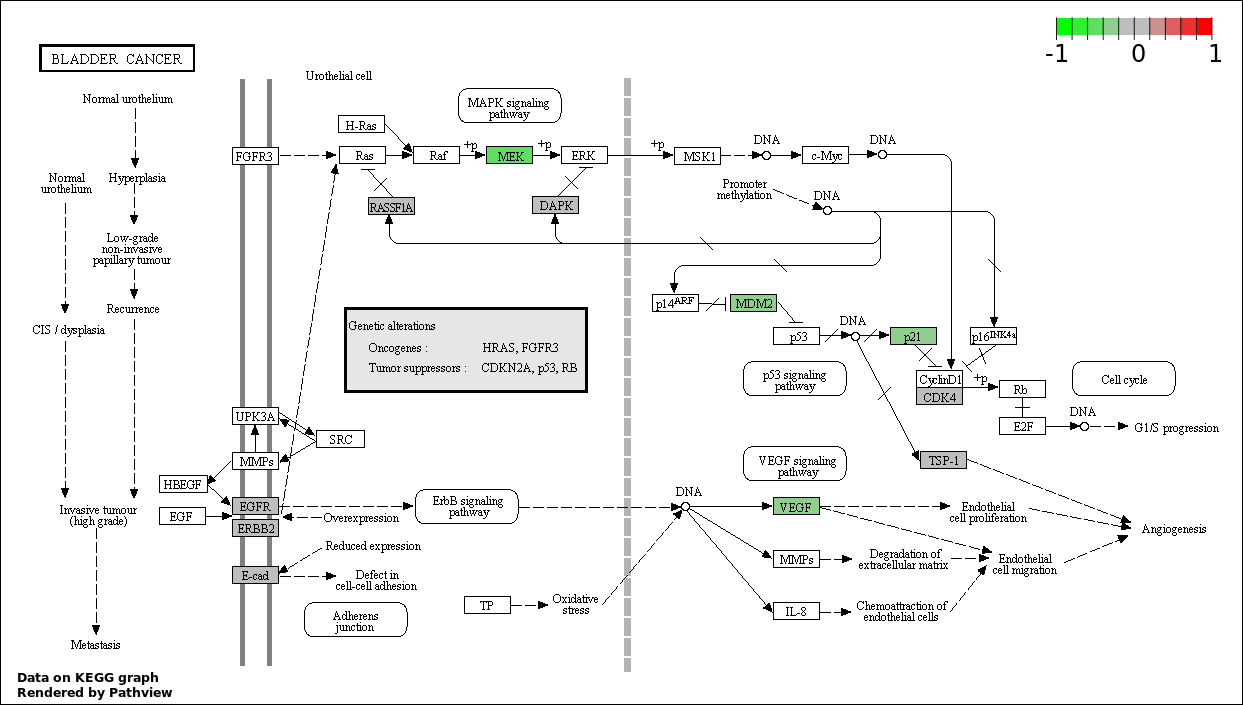 -1 0 1
BLADDER CANCER
Urothelial cell
Normal urothelium
Normal
urothelium
Hyperplasia
Low-grade
non-invasive
papillary tumour
Recurrence
CIS / dysplasia
Invasive tumour
(high grade)
Metastasis
MAPK signaling
pathway
H-Ras
FGFR3
Ras
Raf
+p
MEK
+p
ERK
+p
MSK1
DNA
c-Myc
DNA
RASSF1A
DAPK
Promoter
methylation
DNA
p14ARF
MDM2
p53
DNA
p21
p16INK4a
Genetic alterations
Oncogenes : HRAS, FGFR3
Tumor suppressors : CDKN2A, p53, RB
p53 signaling
pathway
CyclinD1
CDK4
+p
Rb
Cell cycle
E2F
DNA
G1/S progression
UPK3A
SRC
MMPs
HBEGF
EGF
EGFR
ERBB2
Overexpression
ErbB signaling
pathway
Reduced expression
E-cad
Defect in
cell-cell adhesion
Adherens
junction
TP
Oxidative
stress
VEGF signaling
pathway
TSP-1
DNA
VEGF
Endothelial
cell proliferation
Angiogenesis
MMPs
Degradation of
extracellular matrix
Endothelial
cell migration
IL-8
Chemoattraction of
endothelial cells
Data on KEGG graph
Rendered by Pathview